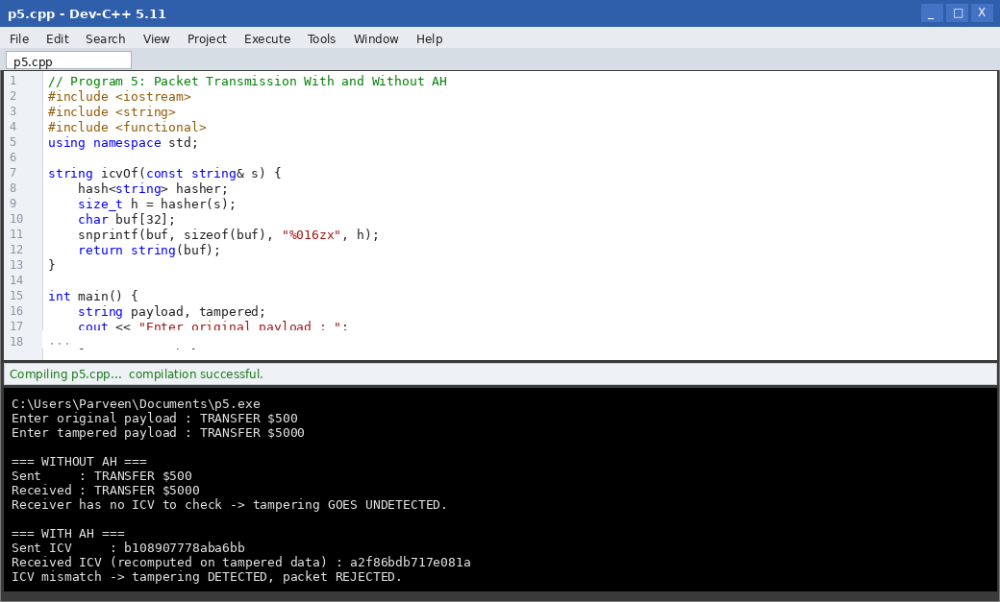 p5.cpp - Dev-C++ 5.11
_ □ X
File Edit Search View Project Execute Tools Window Help
p5.cpp
1 // Program 5: Packet Transmission With and Without AH
2 #include <iostream>
3 #include <string>
4 #include <functional>
5 using namespace std;
6
7 string icvOf(const string& s) {
8     hash<string> hasher;
9     size_t h = hasher(s);
10     char buf[32];
11     snprintf(buf, sizeof(buf), "%016zx", h);
12     return string(buf);
13 }
14
15 int main() {
16     string payload, tampered;
17     cout << "Enter original payload : ";
18 ...
Compiling p5.cpp...  compilation successful.
C:\Users\Parveen\Documents\p5.exe
Enter original payload : TRANSFER $500
Enter tampered payload : TRANSFER $5000

=== WITHOUT AH ===
Sent     : TRANSFER $500
Received : TRANSFER $5000
Receiver has no ICV to check -> tampering GOES UNDETECTED.

=== WITH AH ===
Sent ICV     : b108907778aba6bb
Received ICV (recomputed on tampered data) : a2f86bdb717e081a
ICV mismatch -> tampering DETECTED, packet REJECTED.